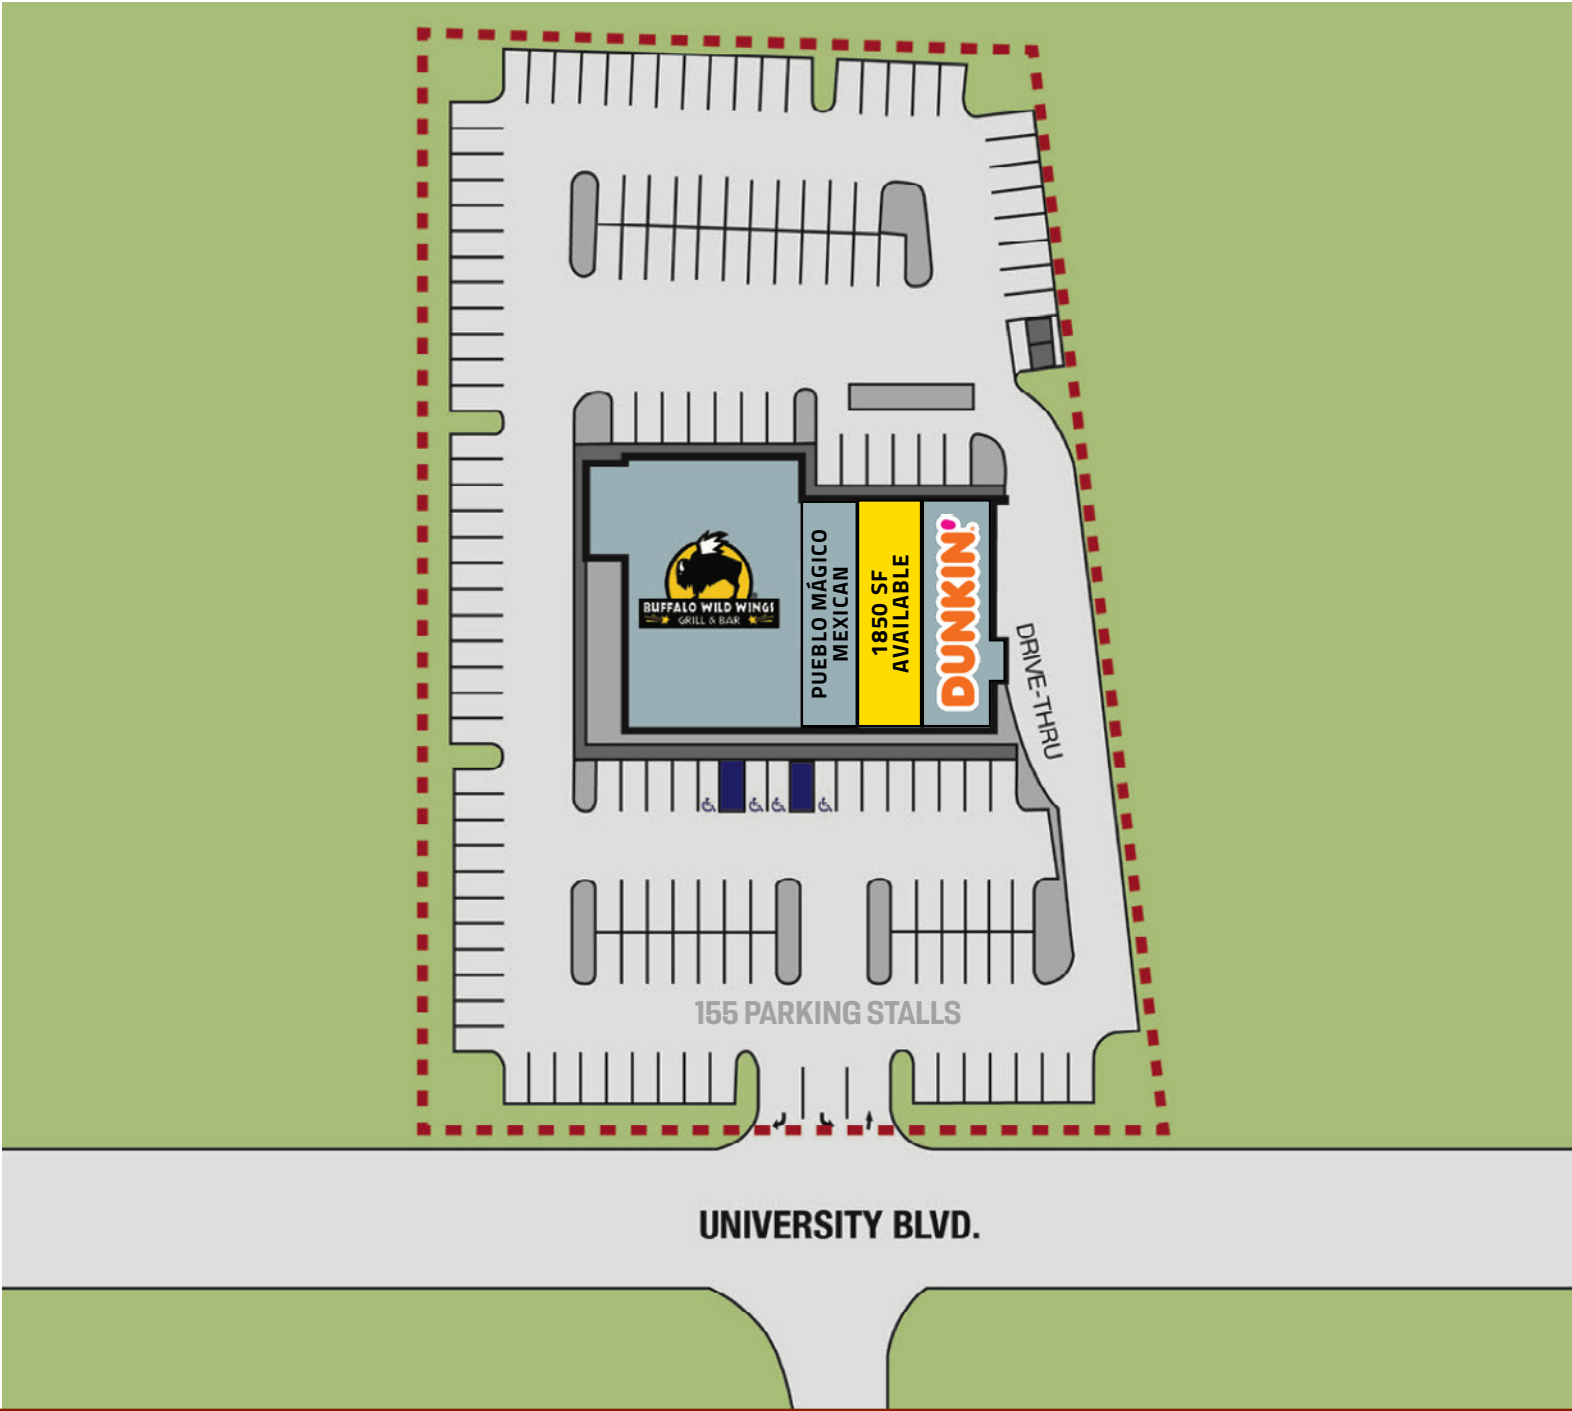 BUFFALO WILD WINGS
GRILL & BAR
PUEBLO MÁGICO
MEXICAN
1850 SF
AVAILABLE
DUNKIN'
DRIVE-THRU
155 PARKING STALLS
UNIVERSITY BLVD.